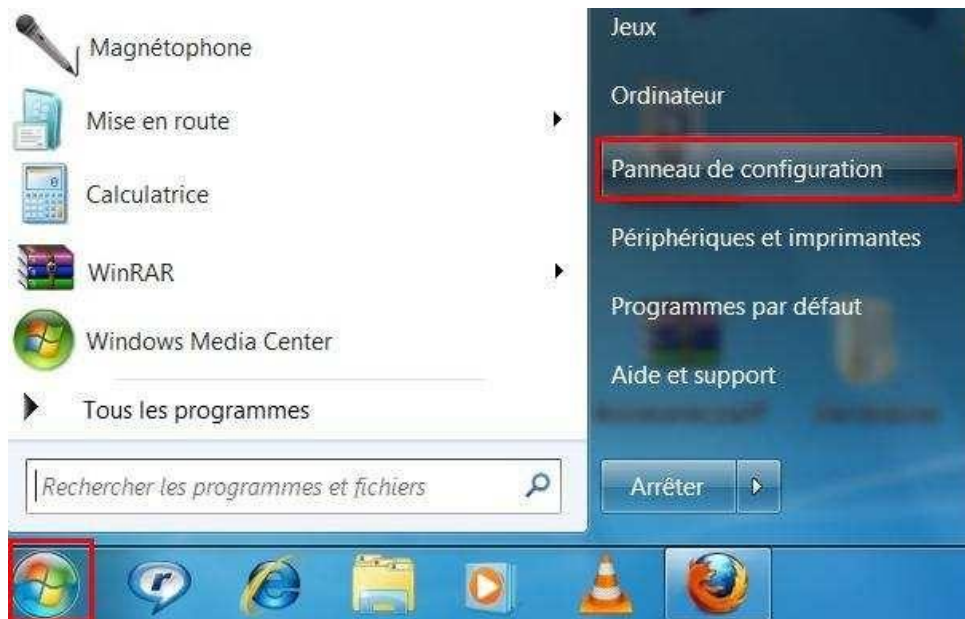 Magnétophone
Mise en route
Calculatrice
WinRAR
Windows Media Center
Tous les programmes
Rechercher les programmes et fichiers
Jeux
Ordinateur
Panneau de configuration
Périphériques et imprimantes
Programmes par défaut
Aide et support
Arrêter